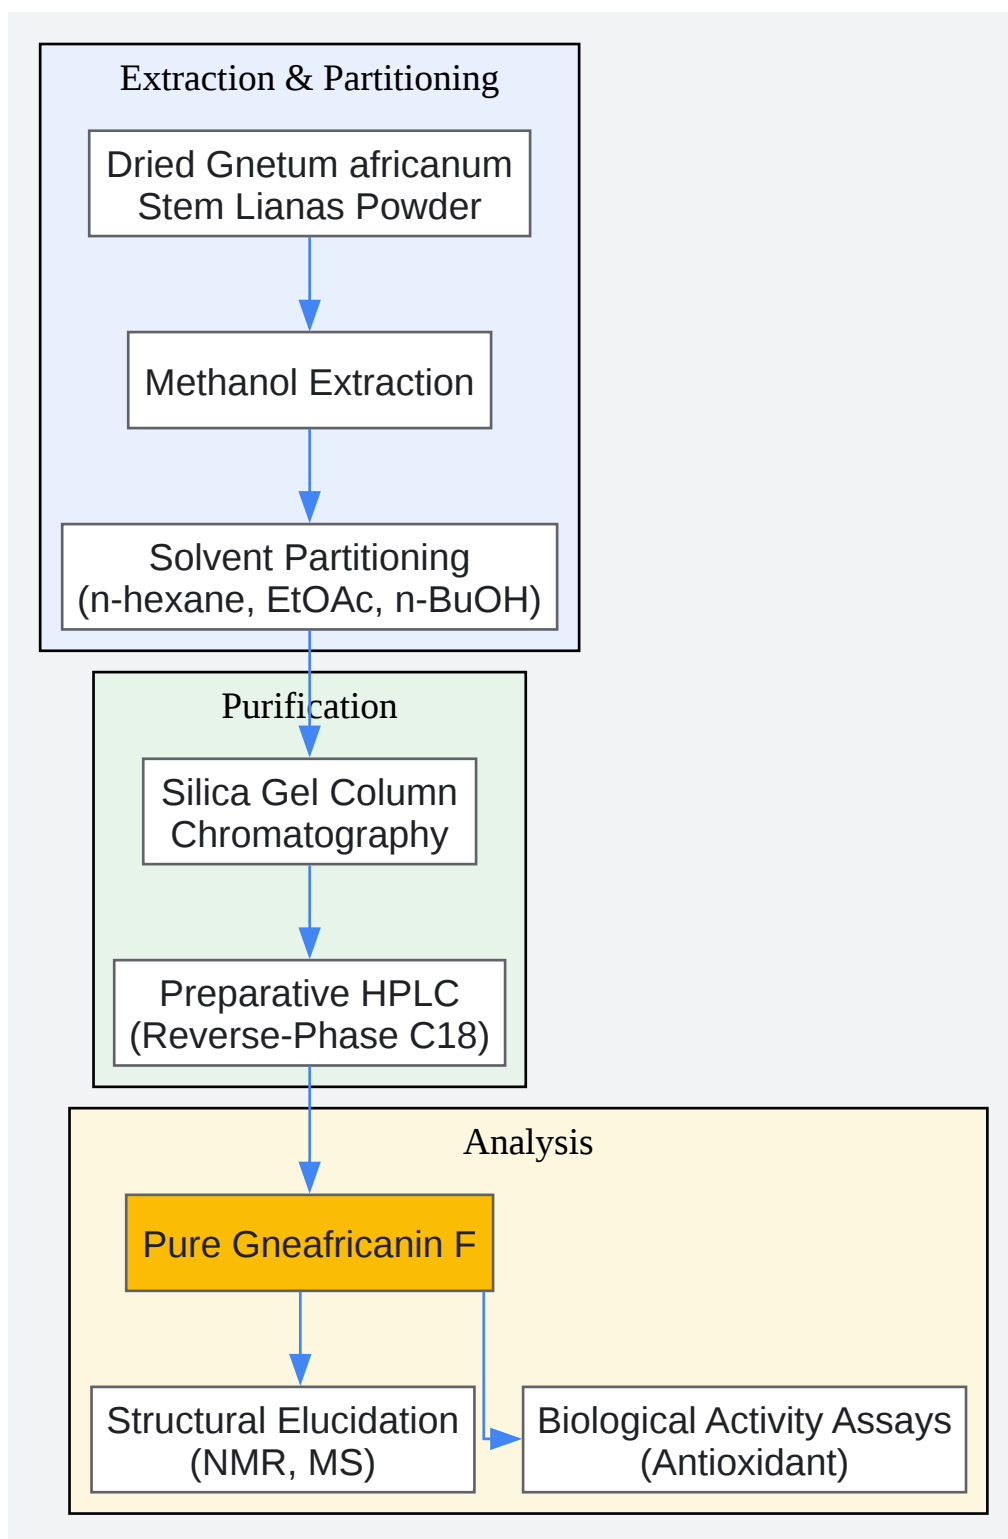 Extraction & Partitioning
Dried Gnetum africanum
Stem Lianas Powder
Methanol Extraction
Solvent Partitioning
(n-hexane, EtOAc, n-BuOH)
Purification
Silica Gel Column
Chromatography
Preparative HPLC
(Reverse-Phase C18)
Analysis
Pure Gneafricanin F
Structural Elucidation
(NMR, MS)
Biological Activity Assays
(Antioxidant)